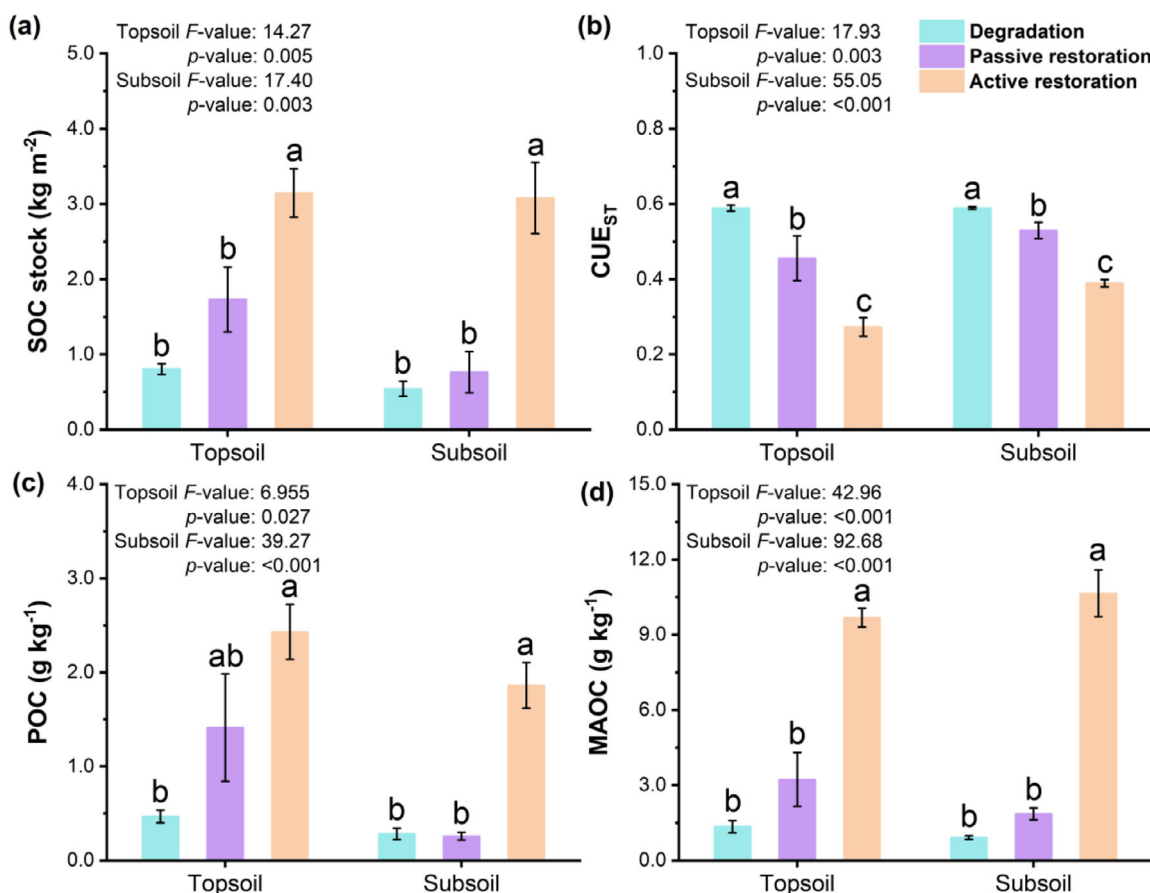 (a)
Topsoil F-value: 14.27
p-value: 0.005
Subsoil F-value: 17.40
p-value: 0.003
SOC stock (kg m⁻²)
5.0
4.0
3.0
2.0
1.0
0.0
b
b
a
b
b
a
Topsoil
Subsoil
(b)
Topsoil F-value: 17.93
p-value: 0.003
Subsoil F-value: 55.05
p-value: <0.001
Degradation
Passive restoration
Active restoration
CUE_ST
1.0
0.8
0.6
0.4
0.2
0.0
a
b
c
a
b
c
Topsoil
Subsoil
(c)
Topsoil F-value: 6.955
p-value: 0.027
Subsoil F-value: 39.27
p-value: <0.001
POC (g kg⁻¹)
4.0
3.0
2.0
1.0
0.0
b
ab
a
b
b
a
Topsoil
Subsoil
(d)
Topsoil F-value: 42.96
p-value: <0.001
Subsoil F-value: 92.68
p-value: <0.001
MAOC (g kg⁻¹)
15.0
12.0
9.0
6.0
3.0
0.0
b
b
a
b
b
a
Topsoil
Subsoil